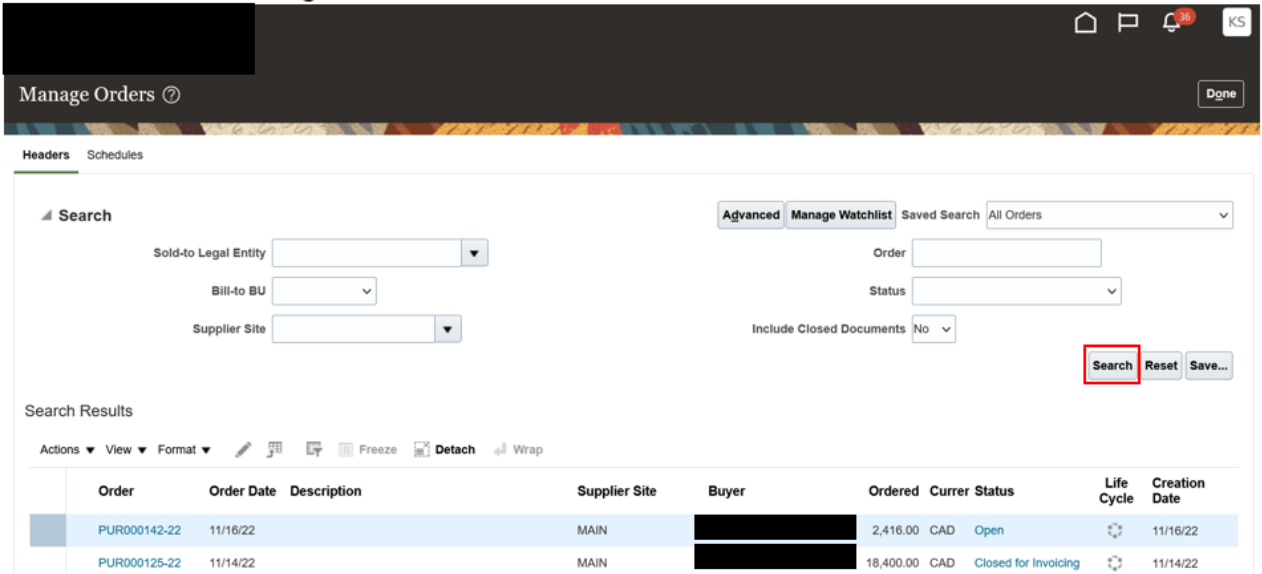 36
KS
Manage Orders ?
Done
Headers Schedules
Search
Advanced Manage Watchlist Saved Search All Orders
Sold-to Legal Entity Order
Bill-to BU Status
Supplier Site Include Closed Documents No
Search Reset Save...
Search Results
Actions View Format Freeze Detach Wrap
Order Order Date Description Supplier Site Buyer Ordered Currer Status Life Cycle Creation Date
PUR000142-22 11/16/22 MAIN 2,416.00 CAD Open 11/16/22
PUR000125-22 11/14/22 MAIN 18,400.00 CAD Closed for Invoicing 11/14/22